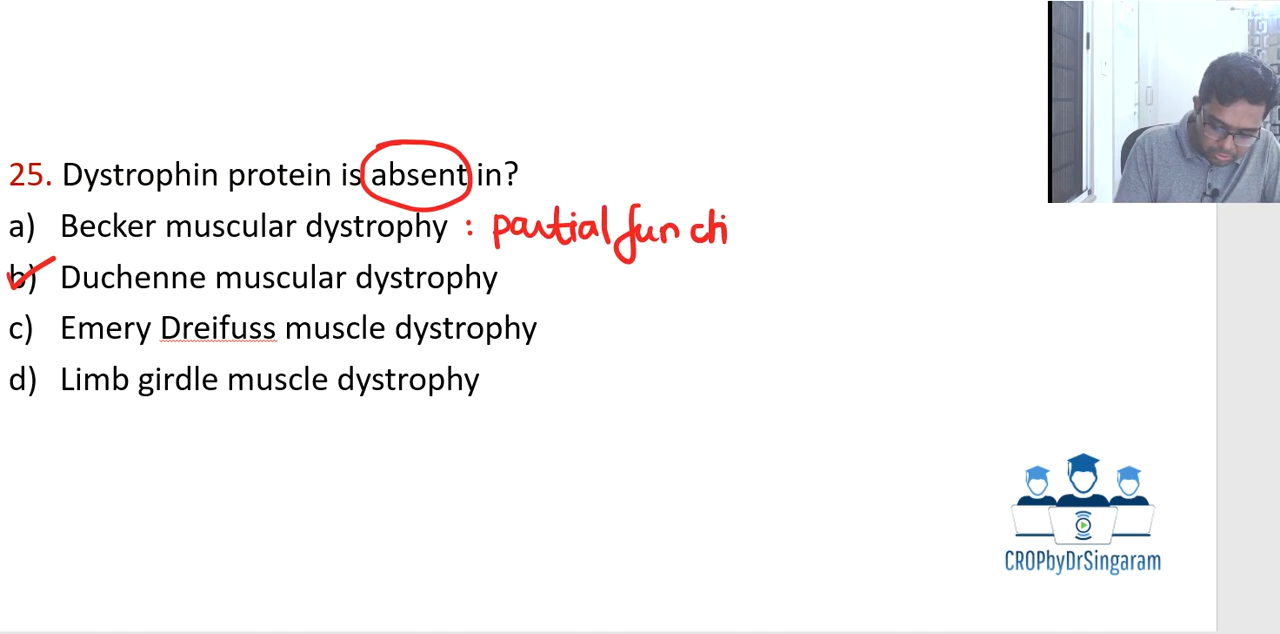 25. Dystrophin protein is absent in?
a) Becker muscular dystrophy : partial functi
b) Duchenne muscular dystrophy
c) Emery Dreifuss muscle dystrophy
d) Limb girdle muscle dystrophy
CROPbyDrSingaram